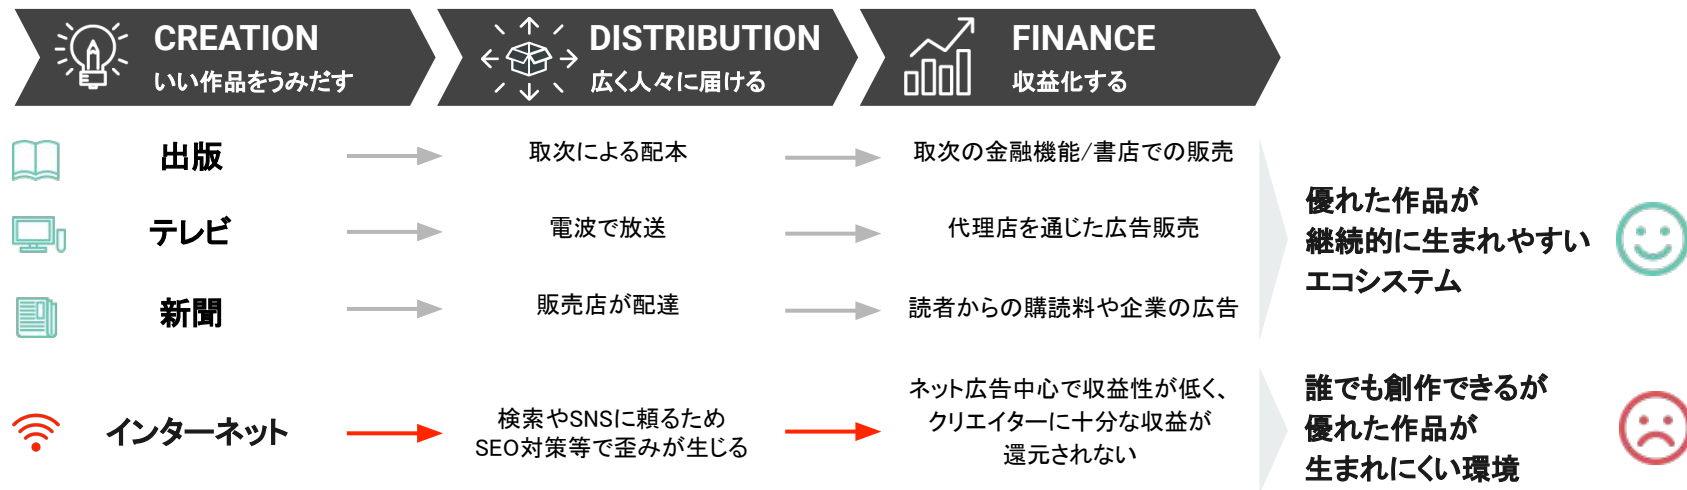 CREATION
いい作品をうみだす
DISTRIBUTION
広く人々に届ける
FINANCE
収益化する
出版
取次による配本
取次の金融機能/書店での販売
テレビ
電波で放送
代理店を通じた広告販売
新聞
販売店が配達
読者からの購読料や企業の広告
優れた作品が
継続的に生まれやすい
エコシステム
インターネット
検索やSNSに頼るため
SEO対策等で歪みが生じる
ネット広告中心で収益性が低く、
クリエイターに十分な収益が
還元されない
誰でも創作できるが
優れた作品が
生まれにくい環境